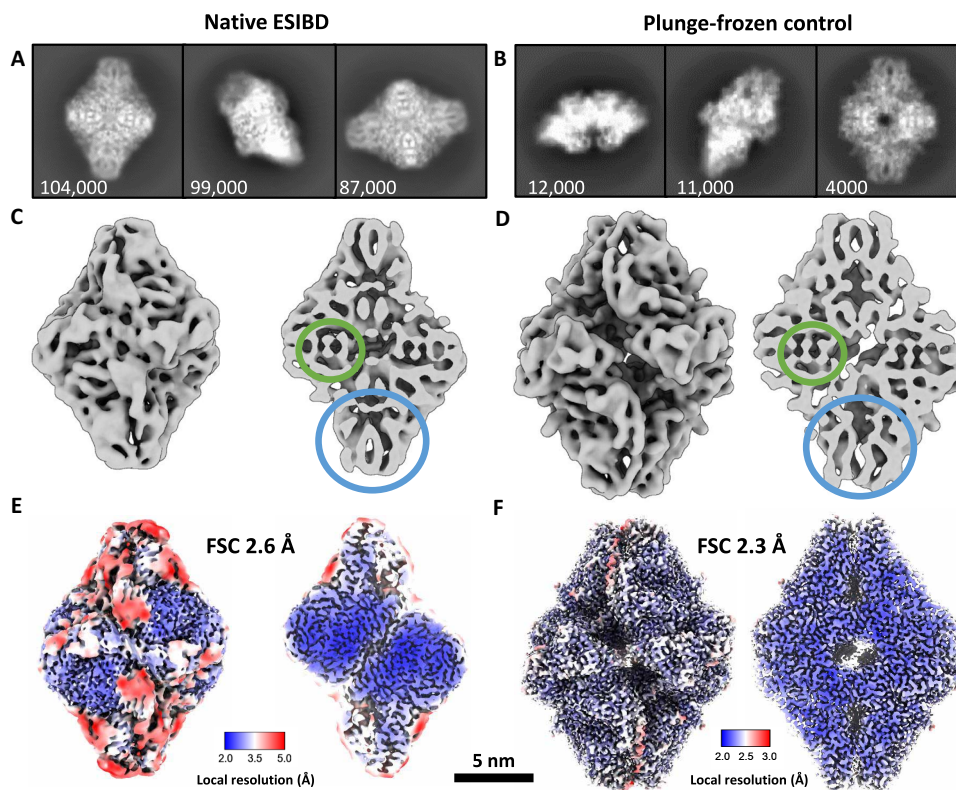 Native ESIBD
Plunge-frozen control
A
B
104,000
99,000
87,000
12,000
11,000
4000
C
D
E
F
FSC 2.6 Å
FSC 2.3 Å
2.0 3.5 5.0
Local resolution (Å)
5 nm
2.0 2.5 3.0
Local resolution (Å)